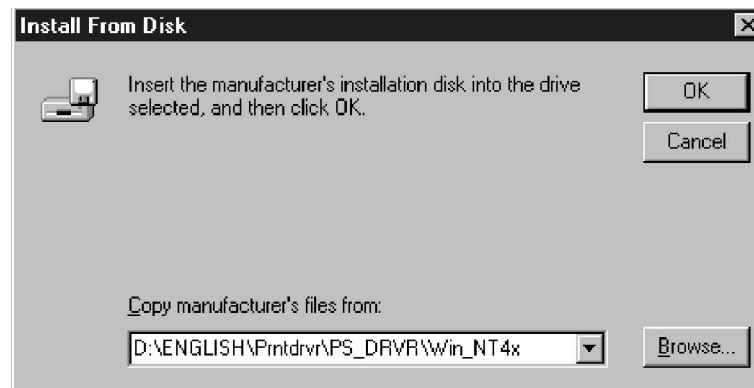 Install From Disk
Insert the manufacturer's installation disk into the drive
selected, and then click OK.
OK
Cancel
Copy manufacturer's files from:
D:\ENGLISH\Prntdrvr\PS_DRVR\Win_NT4x
Browse...